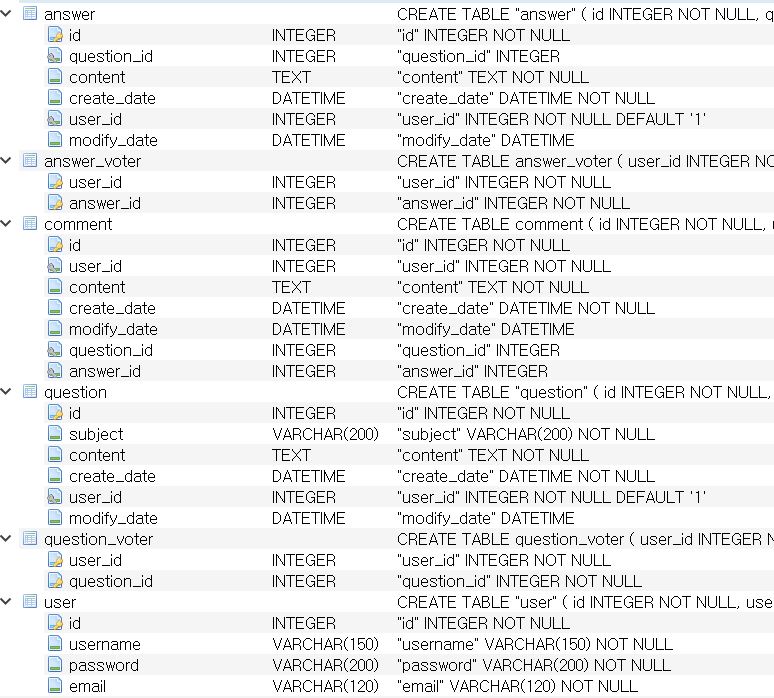 answer CREATE TABLE "answer" ( id INTEGER NOT NULL, q
id INTEGER "id" INTEGER NOT NULL
question_id INTEGER "question_id" INTEGER
content TEXT "content" TEXT NOT NULL
create_date DATETIME "create_date" DATETIME NOT NULL
user_id INTEGER "user_id" INTEGER NOT NULL DEFAULT '1'
modify_date DATETIME "modify_date" DATETIME
answer_voter CREATE TABLE answer_voter ( user_id INTEGER NO
user_id INTEGER "user_id" INTEGER NOT NULL
answer_id INTEGER "answer_id" INTEGER NOT NULL
comment CREATE TABLE comment ( id INTEGER NOT NULL, u
id INTEGER "id" INTEGER NOT NULL
user_id INTEGER "user_id" INTEGER NOT NULL
content TEXT "content" TEXT NOT NULL
create_date DATETIME "create_date" DATETIME NOT NULL
modify_date DATETIME "modify_date" DATETIME
question_id INTEGER "question_id" INTEGER
answer_id INTEGER "answer_id" INTEGER
question CREATE TABLE "question" ( id INTEGER NOT NULL,
id INTEGER "id" INTEGER NOT NULL
subject VARCHAR(200) "subject" VARCHAR(200) NOT NULL
content TEXT "content" TEXT NOT NULL
create_date DATETIME "create_date" DATETIME NOT NULL
user_id INTEGER "user_id" INTEGER NOT NULL DEFAULT '1'
modify_date DATETIME "modify_date" DATETIME
question_voter CREATE TABLE question_voter ( user_id INTEGER N
user_id INTEGER "user_id" INTEGER NOT NULL
question_id INTEGER "question_id" INTEGER NOT NULL
user CREATE TABLE "user" ( id INTEGER NOT NULL, use
id INTEGER "id" INTEGER NOT NULL
username VARCHAR(150) "username" VARCHAR(150) NOT NULL
password VARCHAR(200) "password" VARCHAR(200) NOT NULL
email VARCHAR(120) "email" VARCHAR(120) NOT NULL